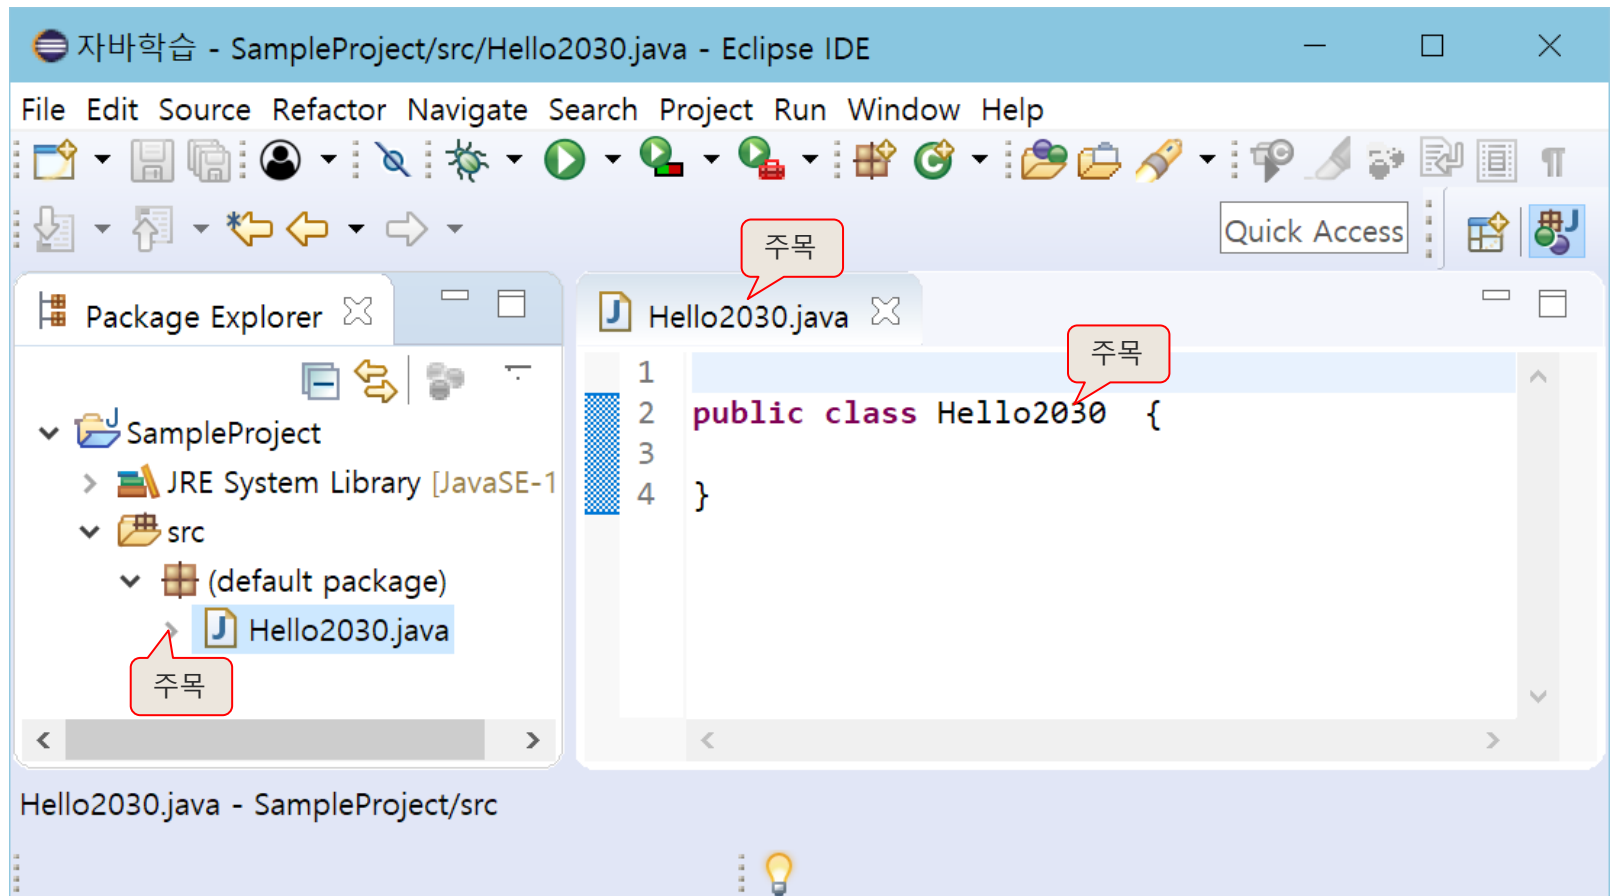 자바학습 - SampleProject/src/Hello2030.java - Eclipse IDE
File Edit Source Refactor Navigate Search Project Run Window Help
Quick Access
주목
Package Explorer
Hello2030.java
주목
SampleProject
JRE System Library [JavaSE-1
src
(default package)
Hello2030.java
주목
1
2 public class Hello2030  {
3
4 }
Hello2030.java - SampleProject/src